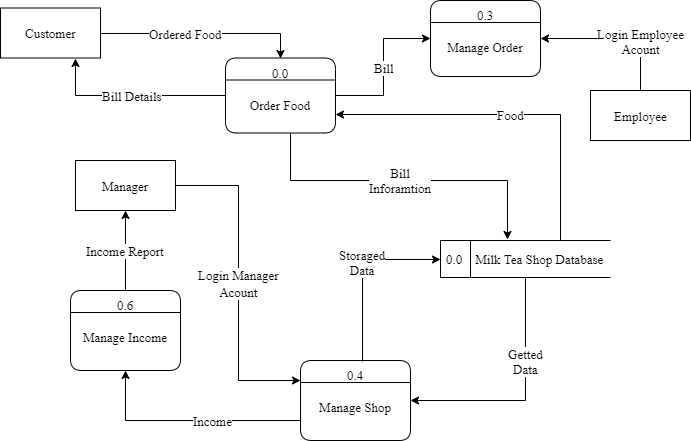 0.3
Customer
Ordered Food
Login Employee
Acount
Manage Order
0.0
Bill
Bill Details
Order Food
Food
Employee
Bill
Inforamtion
Manager
Income Report
Storaged
Data
0.0
Milk Tea Shop Database
Login Manager
Acount
0.6
Manage Income
Getted
Data
0.4
Manage Shop
Income